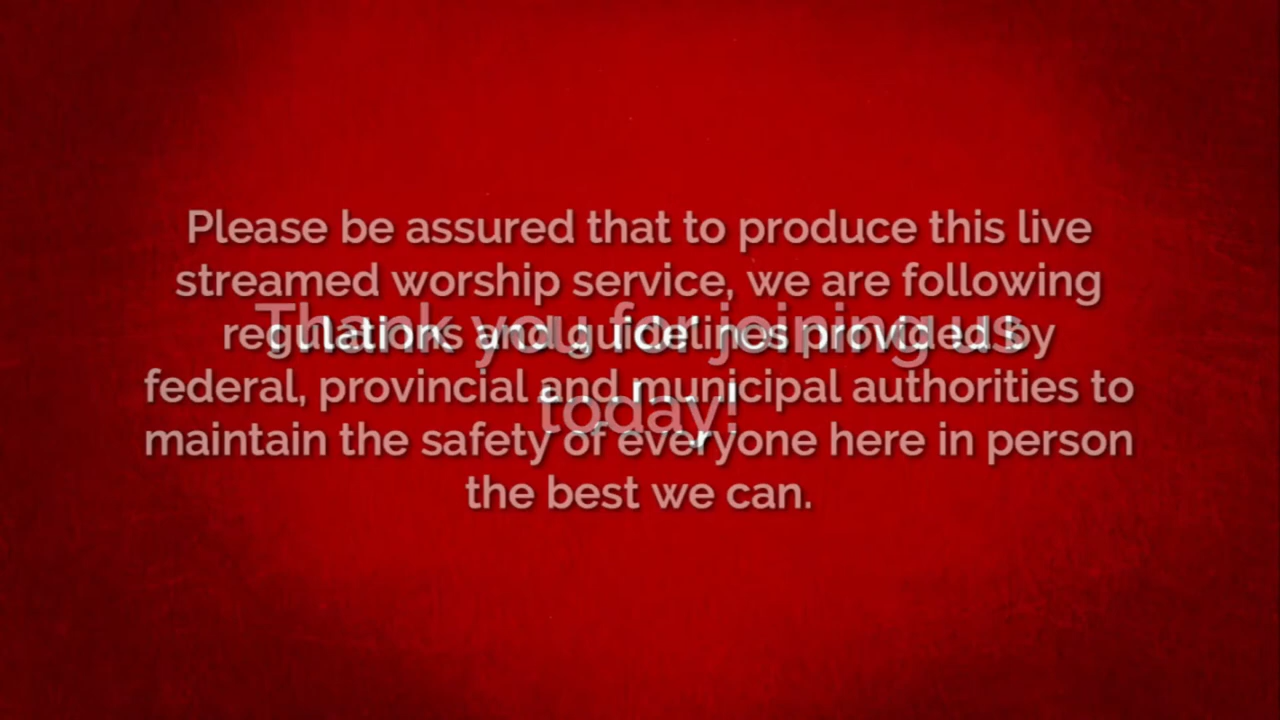 Please be assured that to produce this live
streamed worship service, we are following
regulations and guidelines provided by
federal, provincial and municipal authorities to
maintain the safety of everyone here in person
the best we can.
Thank you for joining us
today!